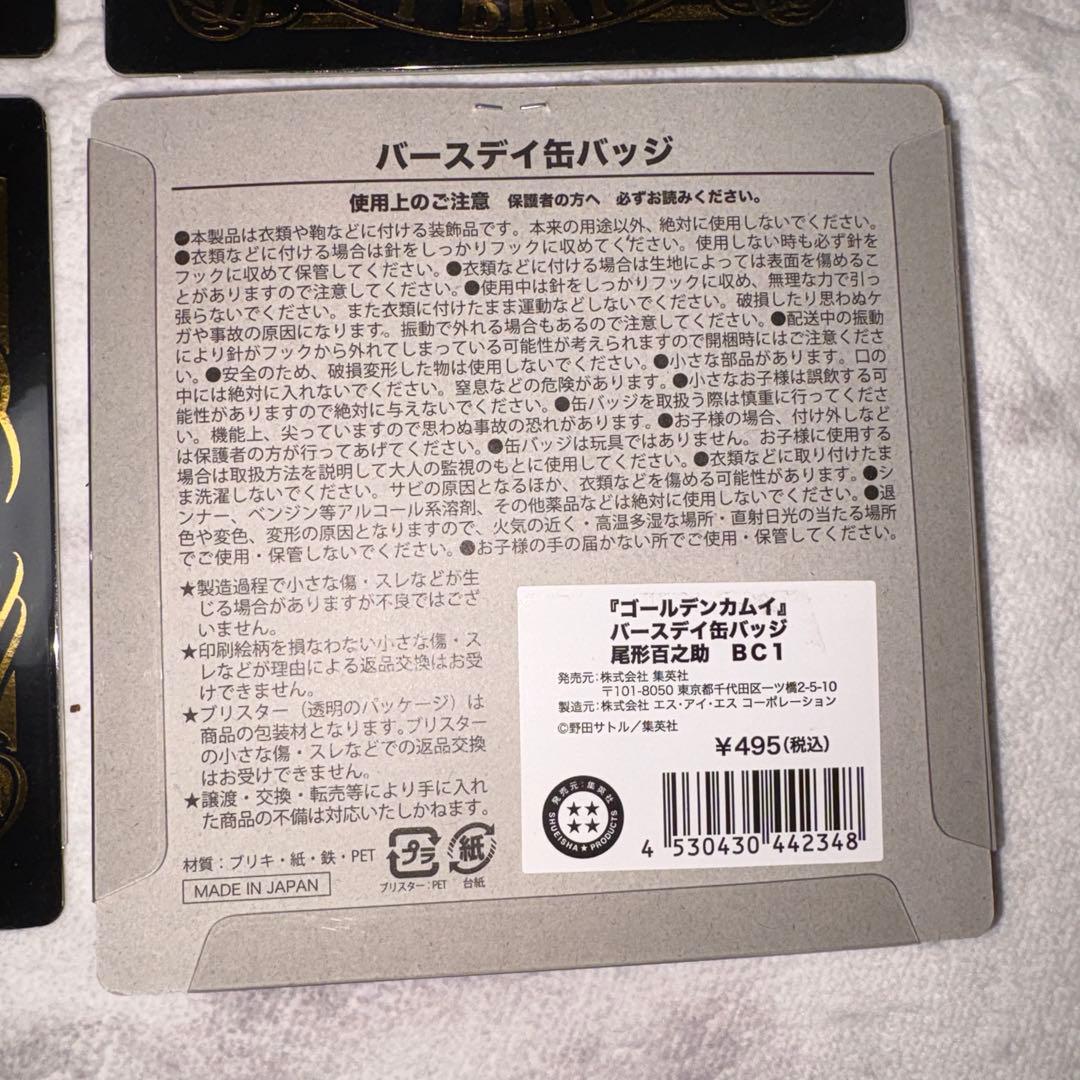 BIRT
バースデイ缶バッジ
使用上のご注意 保護者の方へ 必ずお読みください。
●本製品は衣類や鞄などに付ける装飾品です。本来の用途以外、絶対に使用しないでください。
●衣類などに付ける場合は針をしっかりフックに収めてください。使用しない時も必ず針を
フックに収めて保管してください。●衣類などに付ける場合は生地によっては表面を傷めるこ
とがありますので注意してください。●使用中は針をしっかりフックに収め、無理な力で引っ
張らないでください。また衣類に付けたまま運動などしないでください。破損したり思わぬケ
ガや事故の原因になります。振動で外れる場合もあるので注意してください。●配送中の振動
により針がフックから外れてしまっている可能性が考えられますので開梱時にはご注意くださ
い。●安全のため、破損変形した物は使用しないでください。●小さな部品があります。口の
中には絶対に入れないでください。窒息などの危険があります。●小さなお子様は誤飲する可
能性がありますので絶対に与えないでください。●缶バッジを取扱う際は慎重に行ってくださ
い。機能上、尖っていますので思わぬ事故の恐れがあります。●お子様の場合、付け外しなど
は保護者の方が行ってあげてください。●缶バッジは玩具ではありません。お子様に使用する
場合は取扱方法を説明して大人の監視のもとに使用してください。●衣類などに取り付けたま
ま洗濯しないでください。サビの原因となるほか、衣類などを傷める可能性があります。●シ
ンナー、ベンジン等アルコール系溶剤、その他薬品などは絶対に使用しないでください。●退
色や変色、変形の原因となりますので、火気の近く・高温多湿な場所・直射日光の当たる場所
でご使用・保管しないでください。●お子様の手の届かない所でご使用・保管してください。
★製造過程で小さな傷・スレなどが生
じる場合がありますが不良ではござ
いません。
★印刷絵柄を損なわない小さな傷・ス
レなどが理由による返品交換はお受
けできません。
★ブリスター（透明のパッケージ）は
商品の包装材となります。ブリスター
の小さな傷・スレなどでの返品交換
はお受けできません。
★譲渡・交換・転売等により手に入れ
た商品の不備は対応いたしかねます。
材質：ブリキ・紙・鉄・PET
MADE IN JAPAN
プラ
ブリスター：PET
紙
台紙
『ゴールデンカムイ』
バースデイ缶バッジ
尾形百之助 BC1
発売元：株式会社 集英社
〒101-8050 東京都千代田区一ツ橋2-5-10
製造元：株式会社 エス・アイ・エス コーポレーション
©野田サトル／集英社
¥495(税込)
発売元：集英社
SHUEISHA★PRODUCTS
4 530430 442348